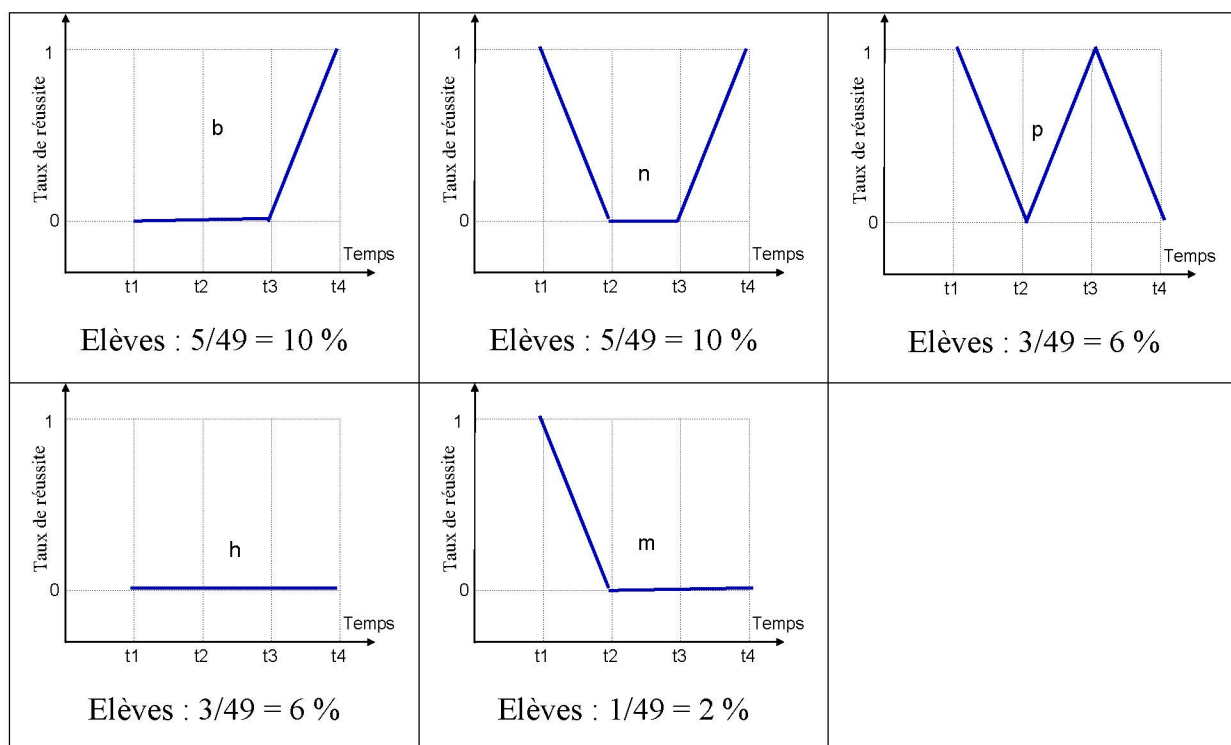 Taux de réussite
1
b
0
Temps
t1 t2 t3 t4
Elèves : 5/49 = 10 %
Taux de réussite
1
n
0
Temps
t1 t2 t3 t4
Elèves : 5/49 = 10 %
Taux de réussite
1
p
0
Temps
t1 t2 t3 t4
Elèves : 3/49 = 6 %
Taux de réussite
1
h
0
Temps
t1 t2 t3 t4
Elèves : 3/49 = 6 %
Taux de réussite
1
m
0
Temps
t1 t2 t3 t4
Elèves : 1/49 = 2 %